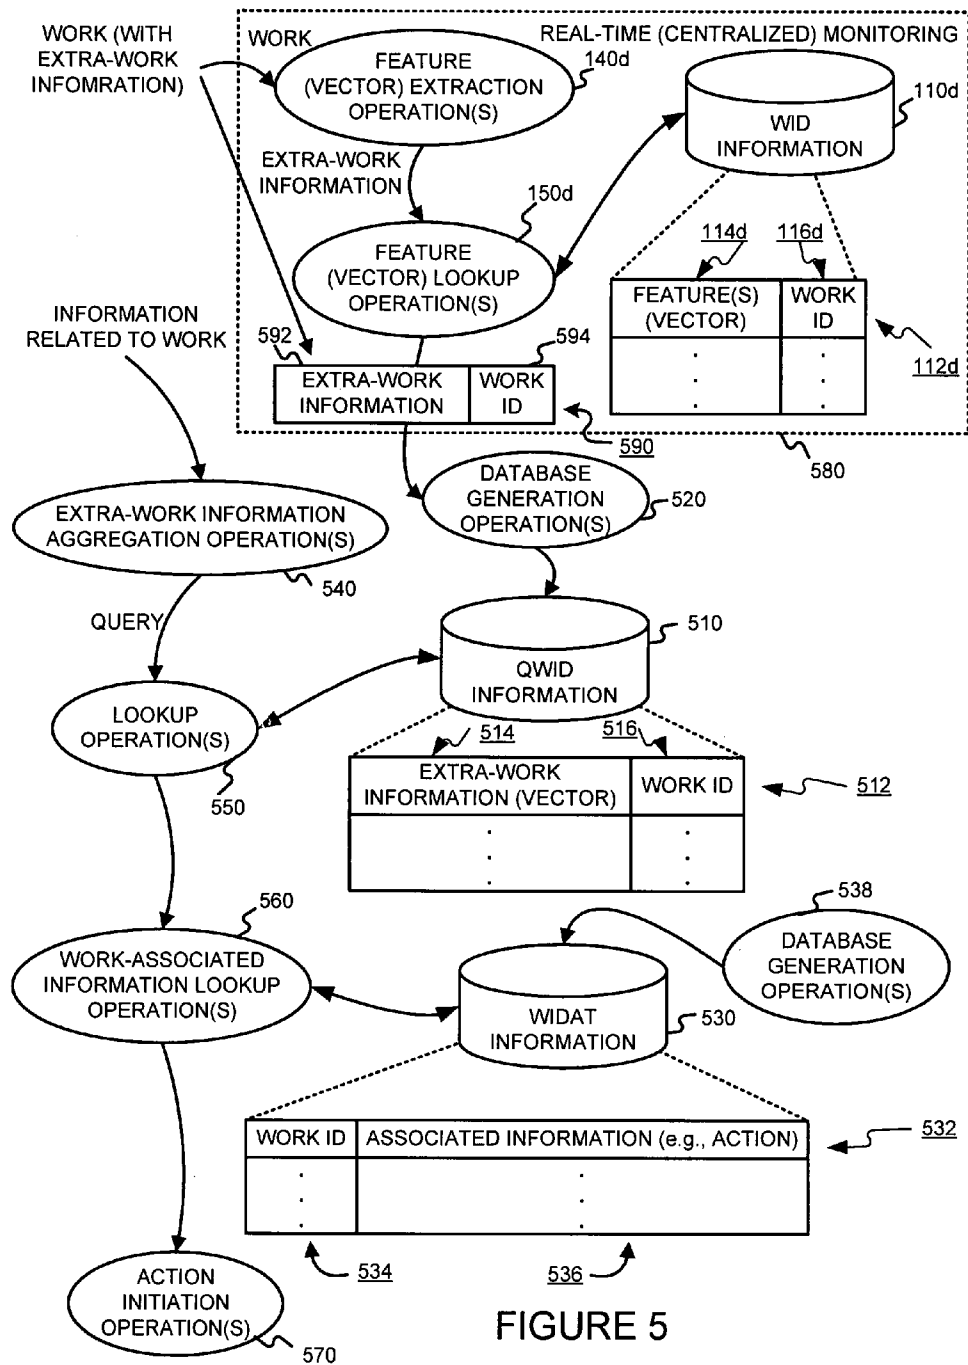 WORK (WITH
EXTRA-WORK
INFOMRATION)
WORK
REAL-TIME (CENTRALIZED) MONITORING
FEATURE
(VECTOR) EXTRACTION
OPERATION(S)
140d
110d
WID
INFORMATION
EXTRA-WORK
INFORMATION
150d
FEATURE
(VECTOR) LOOKUP
OPERATION(S)
114d
116d
FEATURE(S)
(VECTOR)
WORK
ID
112d
INFORMATION
RELATED TO WORK
592
594
EXTRA-WORK
INFORMATION
WORK
ID
590
580
DATABASE
GENERATION
OPERATION(S)
520
EXTRA-WORK INFORMATION
AGGREGATION OPERATION(S)
540
QUERY
510
QWID
INFORMATION
LOOKUP
OPERATION(S)
550
514
516
EXTRA-WORK
INFORMATION (VECTOR)
WORK ID
512
560
WORK-ASSOCIATED
INFORMATION LOOKUP
OPERATION(S)
538
DATABASE
GENERATION
OPERATION(S)
WIDAT
INFORMATION
530
WORK ID
ASSOCIATED INFORMATION (e.g., ACTION)
532
534
536
ACTION
INITIATION
OPERATION(S)
570
FIGURE 5